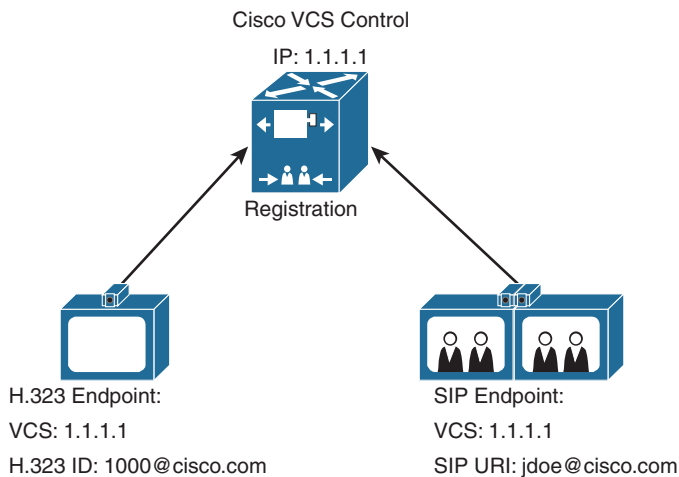 Cisco VCS Control
IP: 1.1.1.1
Registration
H.323 Endpoint:
VCS: 1.1.1.1
H.323 ID: 1000@cisco.com
SIP Endpoint:
VCS: 1.1.1.1
SIP URI: jdoe@cisco.com